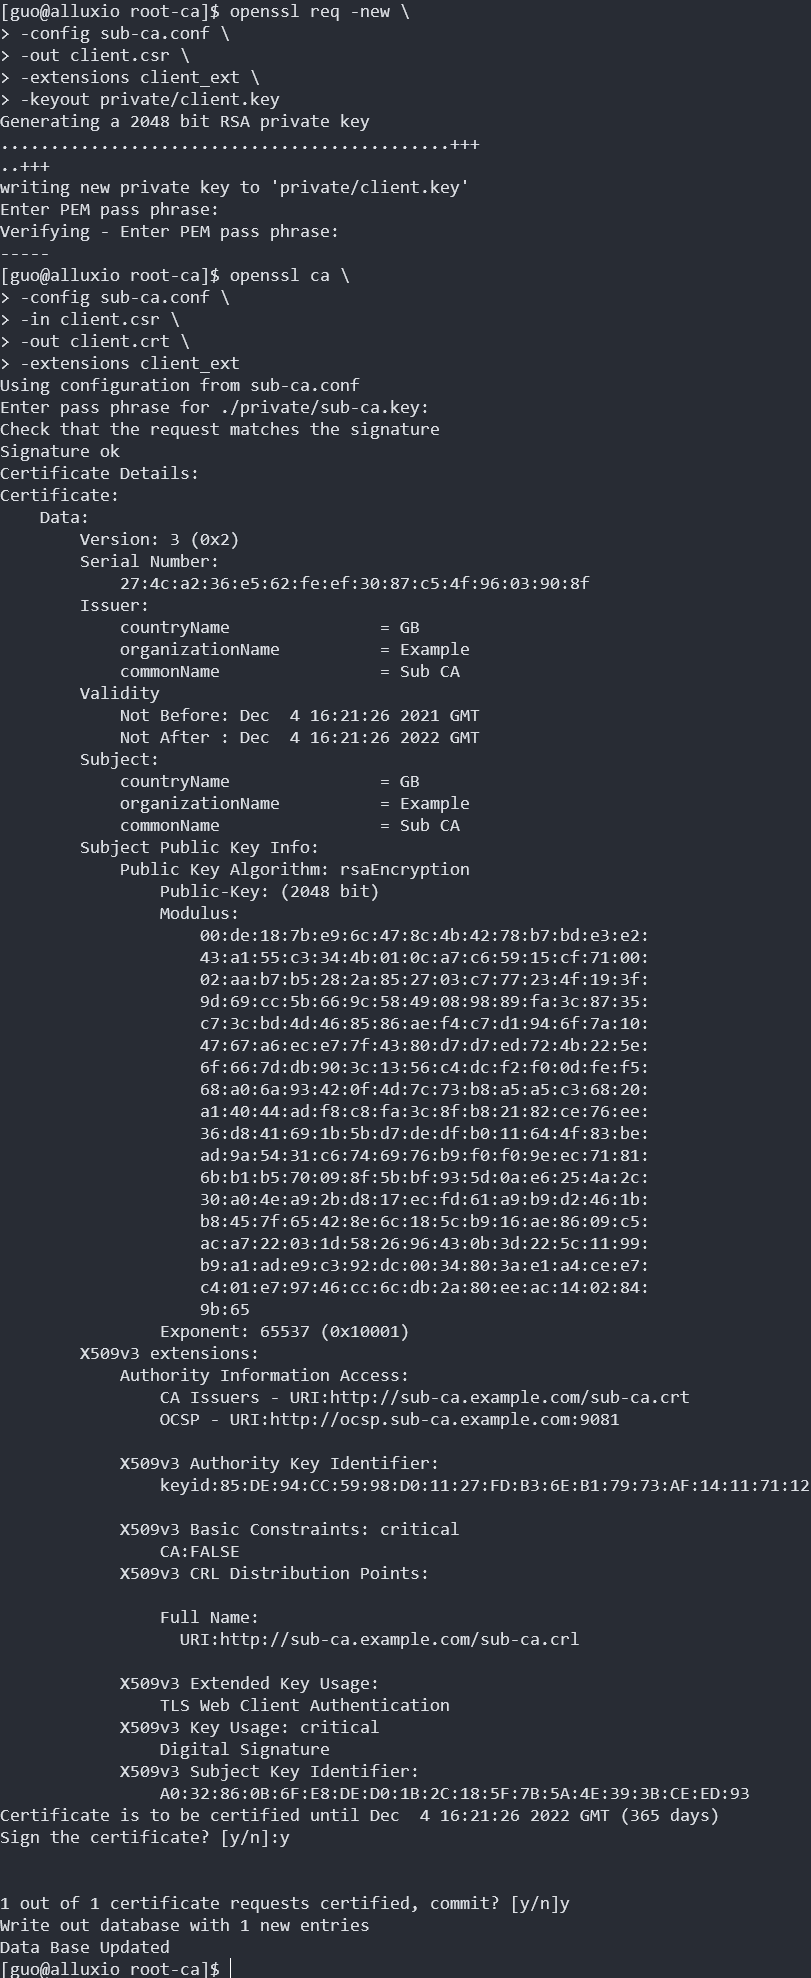 [guo@alluxio root-ca]$ openssl req -new \
> -config sub-ca.conf \
> -out client.csr \
> -extensions client_ext \
> -keyout private/client.key
Generating a 2048 bit RSA private key
.............................................+++
..+++
writing new private key to 'private/client.key'
Enter PEM pass phrase:
Verifying - Enter PEM pass phrase:
-----
[guo@alluxio root-ca]$ openssl ca \
> -config sub-ca.conf \
> -in client.csr \
> -out client.crt \
> -extensions client_ext
Using configuration from sub-ca.conf
Enter pass phrase for ./private/sub-ca.key:
Check that the request matches the signature
Signature ok
Certificate Details:
Certificate:
    Data:
        Version: 3 (0x2)
        Serial Number:
            27:4c:a2:36:e5:62:fe:ef:30:87:c5:4f:96:03:90:8f
        Issuer:
            countryName               = GB
            organizationName          = Example
            commonName                = Sub CA
        Validity
            Not Before: Dec  4 16:21:26 2021 GMT
            Not After : Dec  4 16:21:26 2022 GMT
        Subject:
            countryName               = GB
            organizationName          = Example
            commonName                = Sub CA
        Subject Public Key Info:
            Public Key Algorithm: rsaEncryption
                Public-Key: (2048 bit)
                Modulus:
                    00:de:18:7b:e9:6c:47:8c:4b:42:78:b7:bd:e3:e2:
                    43:a1:55:c3:34:4b:01:0c:a7:c6:59:15:cf:71:00:
                    02:aa:b7:b5:28:2a:85:27:03:c7:77:23:4f:19:3f:
                    9d:69:cc:5b:66:9c:58:49:08:98:89:fa:3c:87:35:
                    c7:3c:bd:4d:46:85:86:ae:f4:c7:d1:94:6f:7a:10:
                    47:67:a6:ec:e7:7f:43:80:d7:d7:ed:72:4b:22:5e:
                    6f:66:7d:db:90:3c:13:56:c4:dc:f2:f0:0d:fe:f5:
                    68:a0:6a:93:42:0f:4d:7c:73:b8:a5:a5:c3:68:20:
                    a1:40:44:ad:f8:c8:fa:3c:8f:b8:21:82:ce:76:ee:
                    36:d8:41:69:1b:5b:d7:de:df:b0:11:64:4f:83:be:
                    ad:9a:54:31:c6:74:69:76:b9:f0:f0:9e:ec:71:81:
                    6b:b1:b5:70:09:8f:5b:bf:93:5d:0a:e6:25:4a:2c:
                    30:a0:4e:a9:2b:d8:17:ec:fd:61:a9:b9:d2:46:1b:
                    b8:45:7f:65:42:8e:6c:18:5c:b9:16:ae:86:09:c5:
                    ac:a7:22:03:1d:58:26:96:43:0b:3d:22:5c:11:99:
                    b9:a1:ad:e9:c3:92:dc:00:34:80:3a:e1:a4:ce:e7:
                    c4:01:e7:97:46:cc:6c:db:2a:80:ee:ac:14:02:84:
                    9b:65
                Exponent: 65537 (0x10001)
        X509v3 extensions:
            Authority Information Access:
                CA Issuers - URI:http://sub-ca.example.com/sub-ca.crt
                OCSP - URI:http://ocsp.sub-ca.example.com:9081
            X509v3 Authority Key Identifier:
                keyid:85:DE:94:CC:59:98:D0:11:27:FD:B3:6E:B1:79:73:AF:14:11:71:12
            X509v3 Basic Constraints: critical
                CA:FALSE
            X509v3 CRL Distribution Points:
                Full Name:
                  URI:http://sub-ca.example.com/sub-ca.crl
            X509v3 Extended Key Usage:
                TLS Web Client Authentication
            X509v3 Key Usage: critical
                Digital Signature
            X509v3 Subject Key Identifier:
                A0:32:86:0B:6F:E8:DE:D0:1B:2C:18:5F:7B:5A:4E:39:3B:CE:ED:93
Certificate is to be certified until Dec  4 16:21:26 2022 GMT (365 days)
Sign the certificate? [y/n]:y
1 out of 1 certificate requests certified, commit? [y/n]y
Write out database with 1 new entries
Data Base Updated
[guo@alluxio root-ca]$